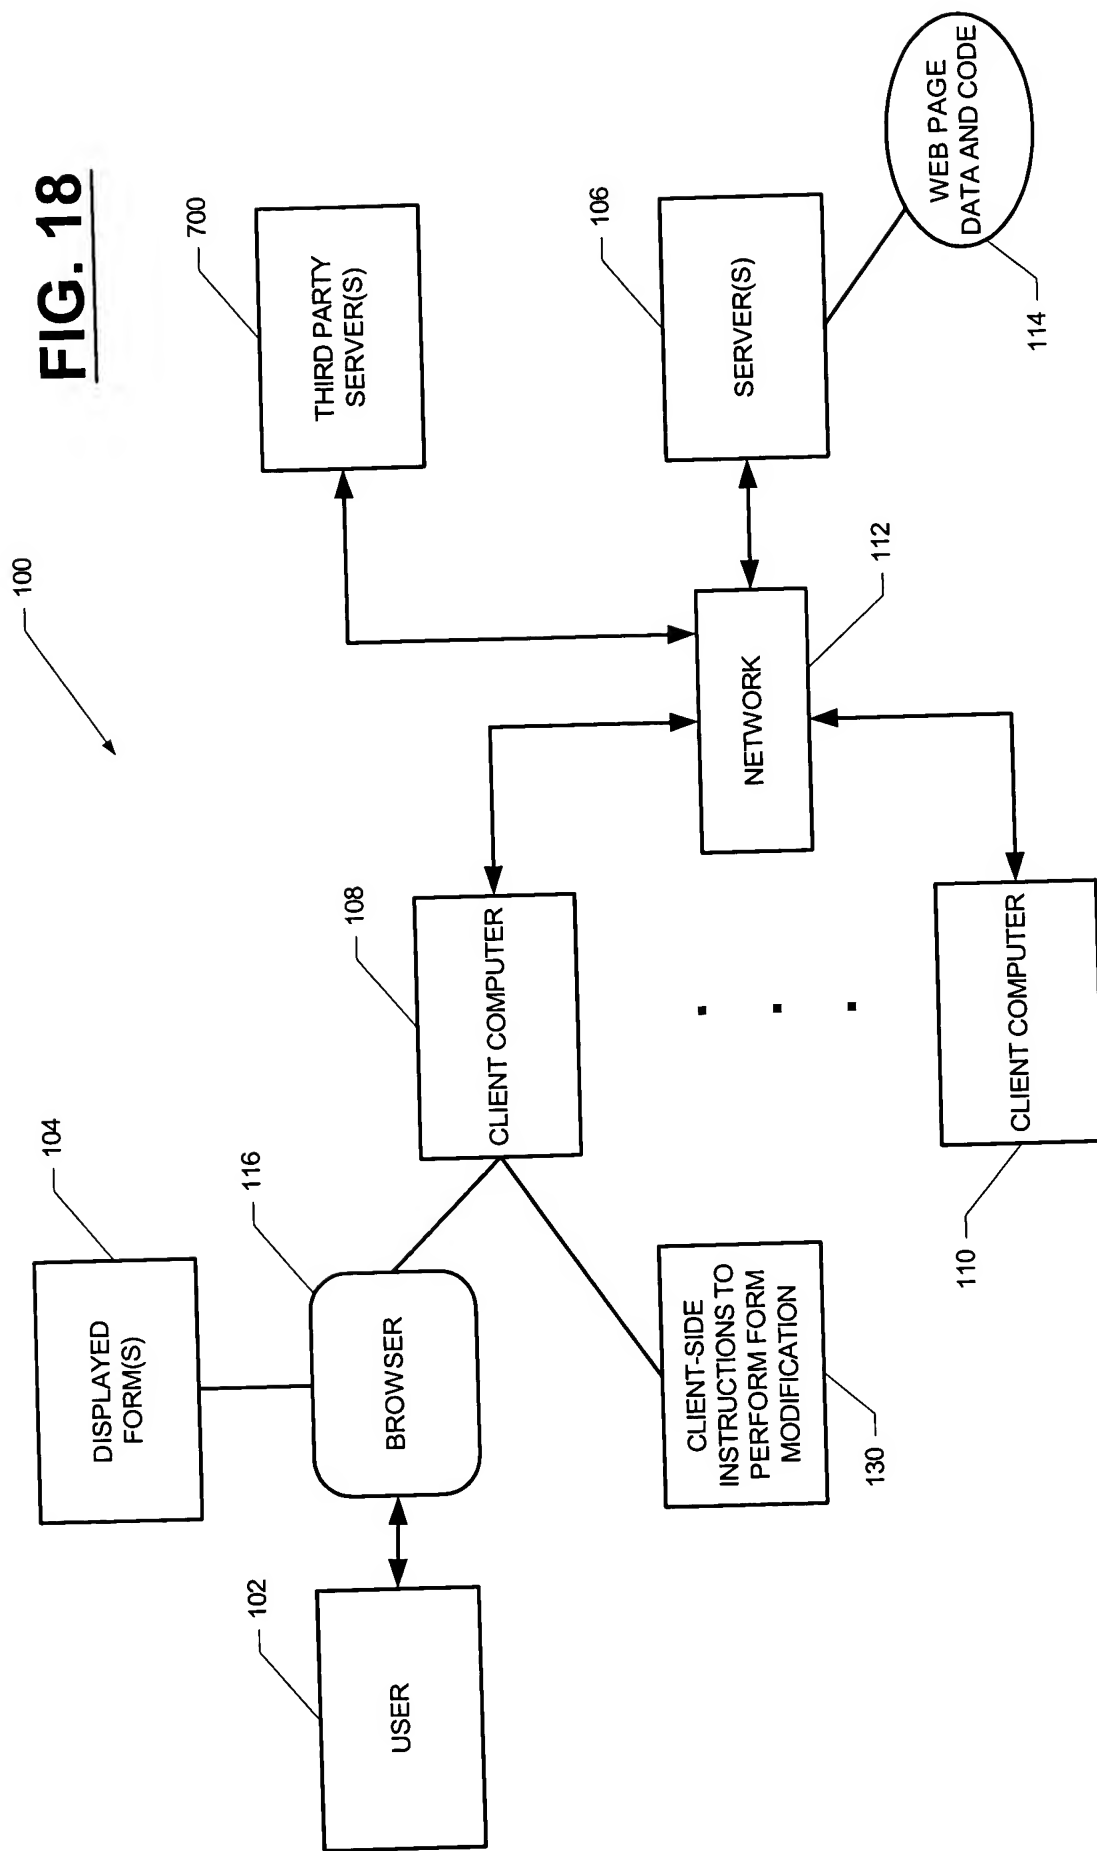 FIG. 18
100
104
DISPLAYED
FORM(S)
116
BROWSER
102
USER
108
CLIENT COMPUTER
CLIENT-SIDE
INSTRUCTIONS TO
PERFORM FORM
MODIFICATION
130
CLIENT COMPUTER
110
NETWORK
112
700
THIRD PARTY
SERVER(S)
106
SERVER(S)
WEB PAGE
DATA AND CODE
114